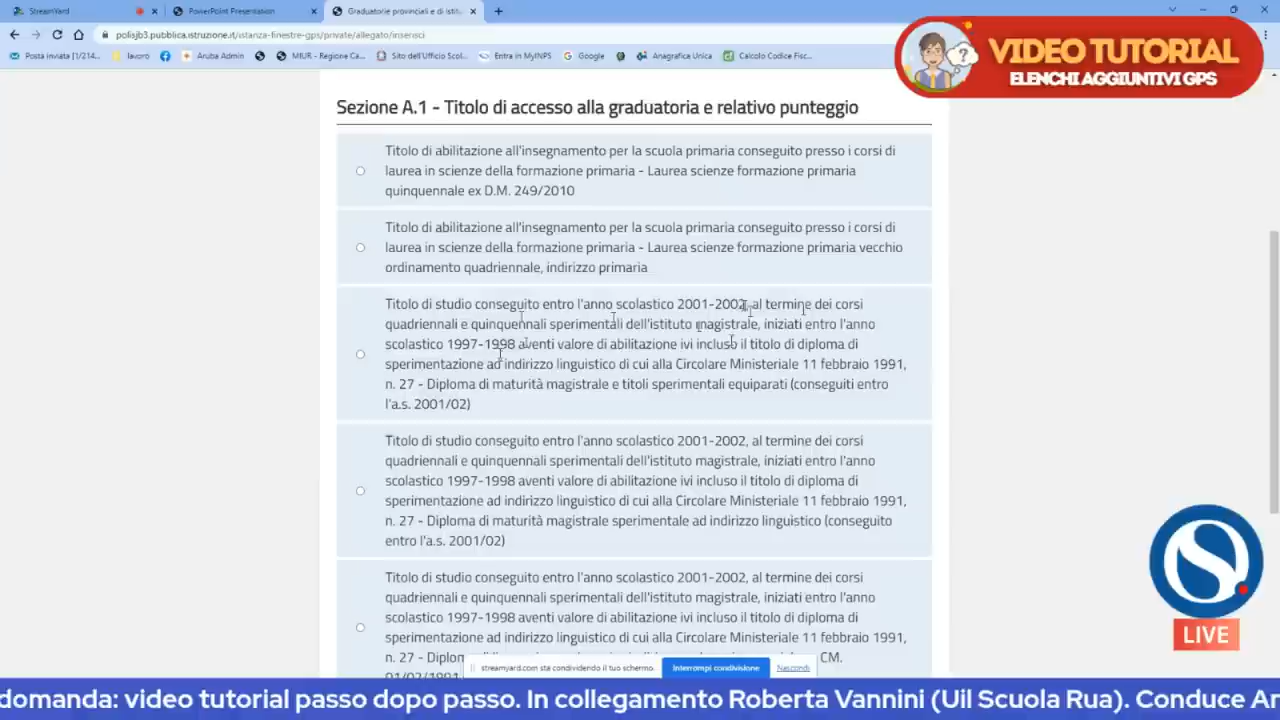 StreamYard
PowerPoint Presentation
Graduatorie provinciali e di istit
polisjb3.pubblica.istruzione.it/istanza-finestre-gps/private/allegato/inserisci
Posta inviata [1/214...
lavoro
Aruba Admin
MIUR - Regione Ca...
Sito dell'Ufficio Scol...
Entra in MyINPS
Google
Anagrafica Unica
Calcolo Codice Fisc...
VIDEO TUTORIAL
ELENCHI AGGIUNTIVI GPS
Sezione A.1 - Titolo di accesso alla graduatoria e relativo punteggio
Titolo di abilitazione all'insegnamento per la scuola primaria conseguito presso i corsi di
laurea in scienze della formazione primaria - Laurea scienze formazione primaria
quinquennale ex D.M. 249/2010
Titolo di abilitazione all'insegnamento per la scuola primaria conseguito presso i corsi di
laurea in scienze della formazione primaria - Laurea scienze formazione primaria vecchio
ordinamento quadriennale, indirizzo primaria
Titolo di studio conseguito entro l'anno scolastico 2001-2002, al termine dei corsi
quadriennali e quinquennali sperimentali dell'istituto magistrale, iniziati entro l'anno
scolastico 1997-1998 aventi valore di abilitazione ivi incluso il titolo di diploma di
sperimentazione ad indirizzo linguistico di cui alla Circolare Ministeriale 11 febbraio 1991,
n. 27 - Diploma di maturità magistrale e titoli sperimentali equiparati (conseguiti entro
l'a.s. 2001/02)
Titolo di studio conseguito entro l'anno scolastico 2001-2002, al termine dei corsi
quadriennali e quinquennali sperimentali dell'istituto magistrale, iniziati entro l'anno
scolastico 1997-1998 aventi valore di abilitazione ivi incluso il titolo di diploma di
sperimentazione ad indirizzo linguistico di cui alla Circolare Ministeriale 11 febbraio 1991,
n. 27 - Diploma di maturità magistrale sperimentale ad indirizzo linguistico (conseguito
entro l'a.s. 2001/02)
Titolo di studio conseguito entro l'anno scolastico 2001-2002, al termine dei corsi
quadriennali e quinquennali sperimentali dell'istituto magistrale, iniziati entro l'anno
scolastico 1997-1998 aventi valore di abilitazione ivi incluso il titolo di diploma di
sperimentazione ad indirizzo linguistico di cui alla Circolare Ministeriale 11 febbraio 1991,
n. 27 - Diplom CM.
LIVE
streamyard.com sta condividendo il tuo schermo.
Interrompi condivisione
Nascondi
domanda: video tutorial passo dopo passo. In collegamento Roberta Vannini (Uil Scuola Rua). Conduce An